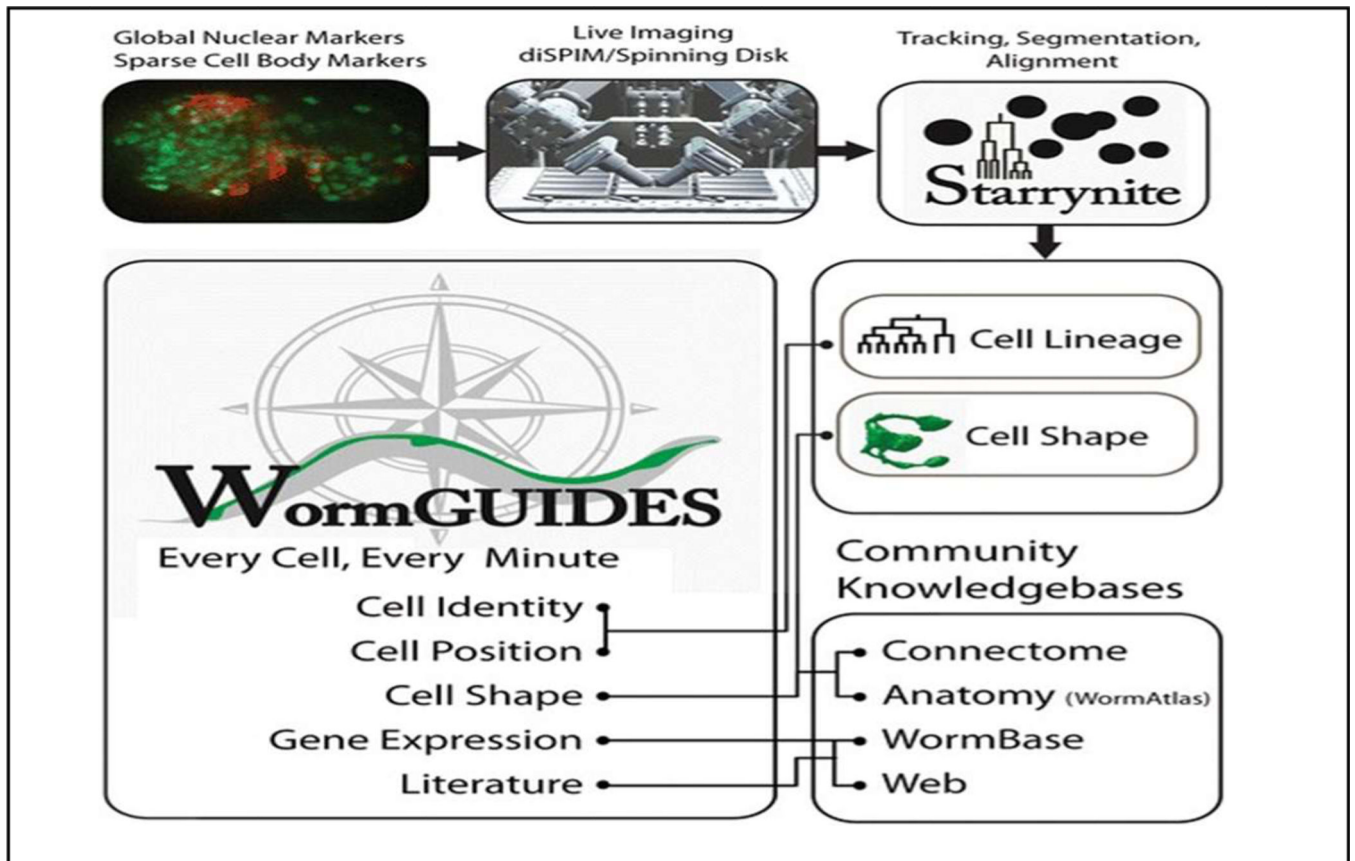 Global Nuclear Markers
Sparse Cell Body Markers
Live Imaging
diSPIM/Spinning Disk
Tracking, Segmentation,
Alignment
Starrynite
Cell Lineage
Cell Shape
WormGUIDES
Every Cell, Every Minute
Cell Identity
Cell Position
Cell Shape
Gene Expression
Literature
Community
Knowledgebases
Connectome
Anatomy (WormAtlas)
WormBase
Web